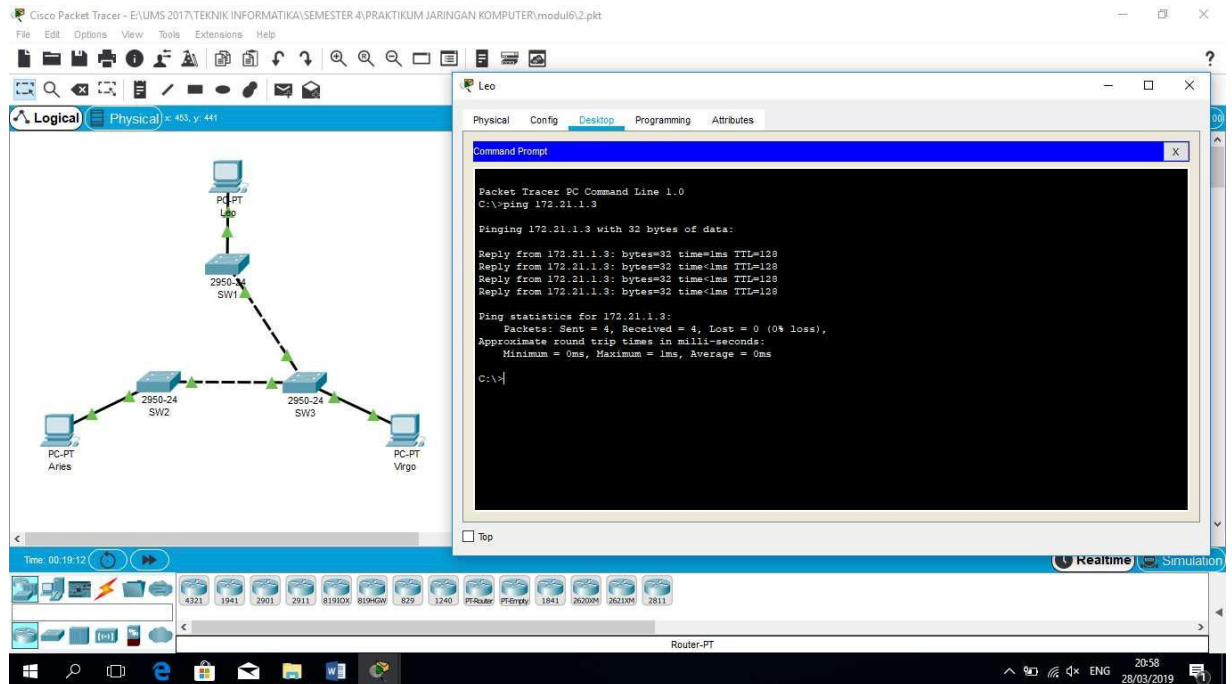 Cisco Packet Tracer - E:\UMS 2017\TEKNIK INFORMATIKA\SEMESTER 4\PRAKTIKUM JARINGAN KOMPUTER\modul6\2.pkt
File Edit Options View Tools Extensions Help
?
Logical
Physical
x: 453, y: 441
PC-PT
Leo
2950-24
SW1
2950-24
SW2
2950-24
SW3
PC-PT
Aries
PC-PT
Virgo
Leo
Physical Config Desktop Programming Attributes
Command Prompt
X
Packet Tracer PC Command Line 1.0
C:\>ping 172.21.1.3
Pinging 172.21.1.3 with 32 bytes of data:
Reply from 172.21.1.3: bytes=32 time=1ms TTL=128
Reply from 172.21.1.3: bytes=32 time<1ms TTL=128
Reply from 172.21.1.3: bytes=32 time<1ms TTL=128
Reply from 172.21.1.3: bytes=32 time<1ms TTL=128
Ping statistics for 172.21.1.3:
Packets: Sent = 4, Received = 4, Lost = 0 (0% loss),
Approximate round trip times in milli-seconds:
Minimum = 0ms, Maximum = 1ms, Average = 0ms
C:\>
Top
Time: 00:19:12
Realtime
Simulation
4321 1941 2901 2911 819IOX 819HGW 829 1240 PT-Router PT-Empty 1841 2620XM 2621XM 2811
Router-PT
ENG
20:58
28/03/2019